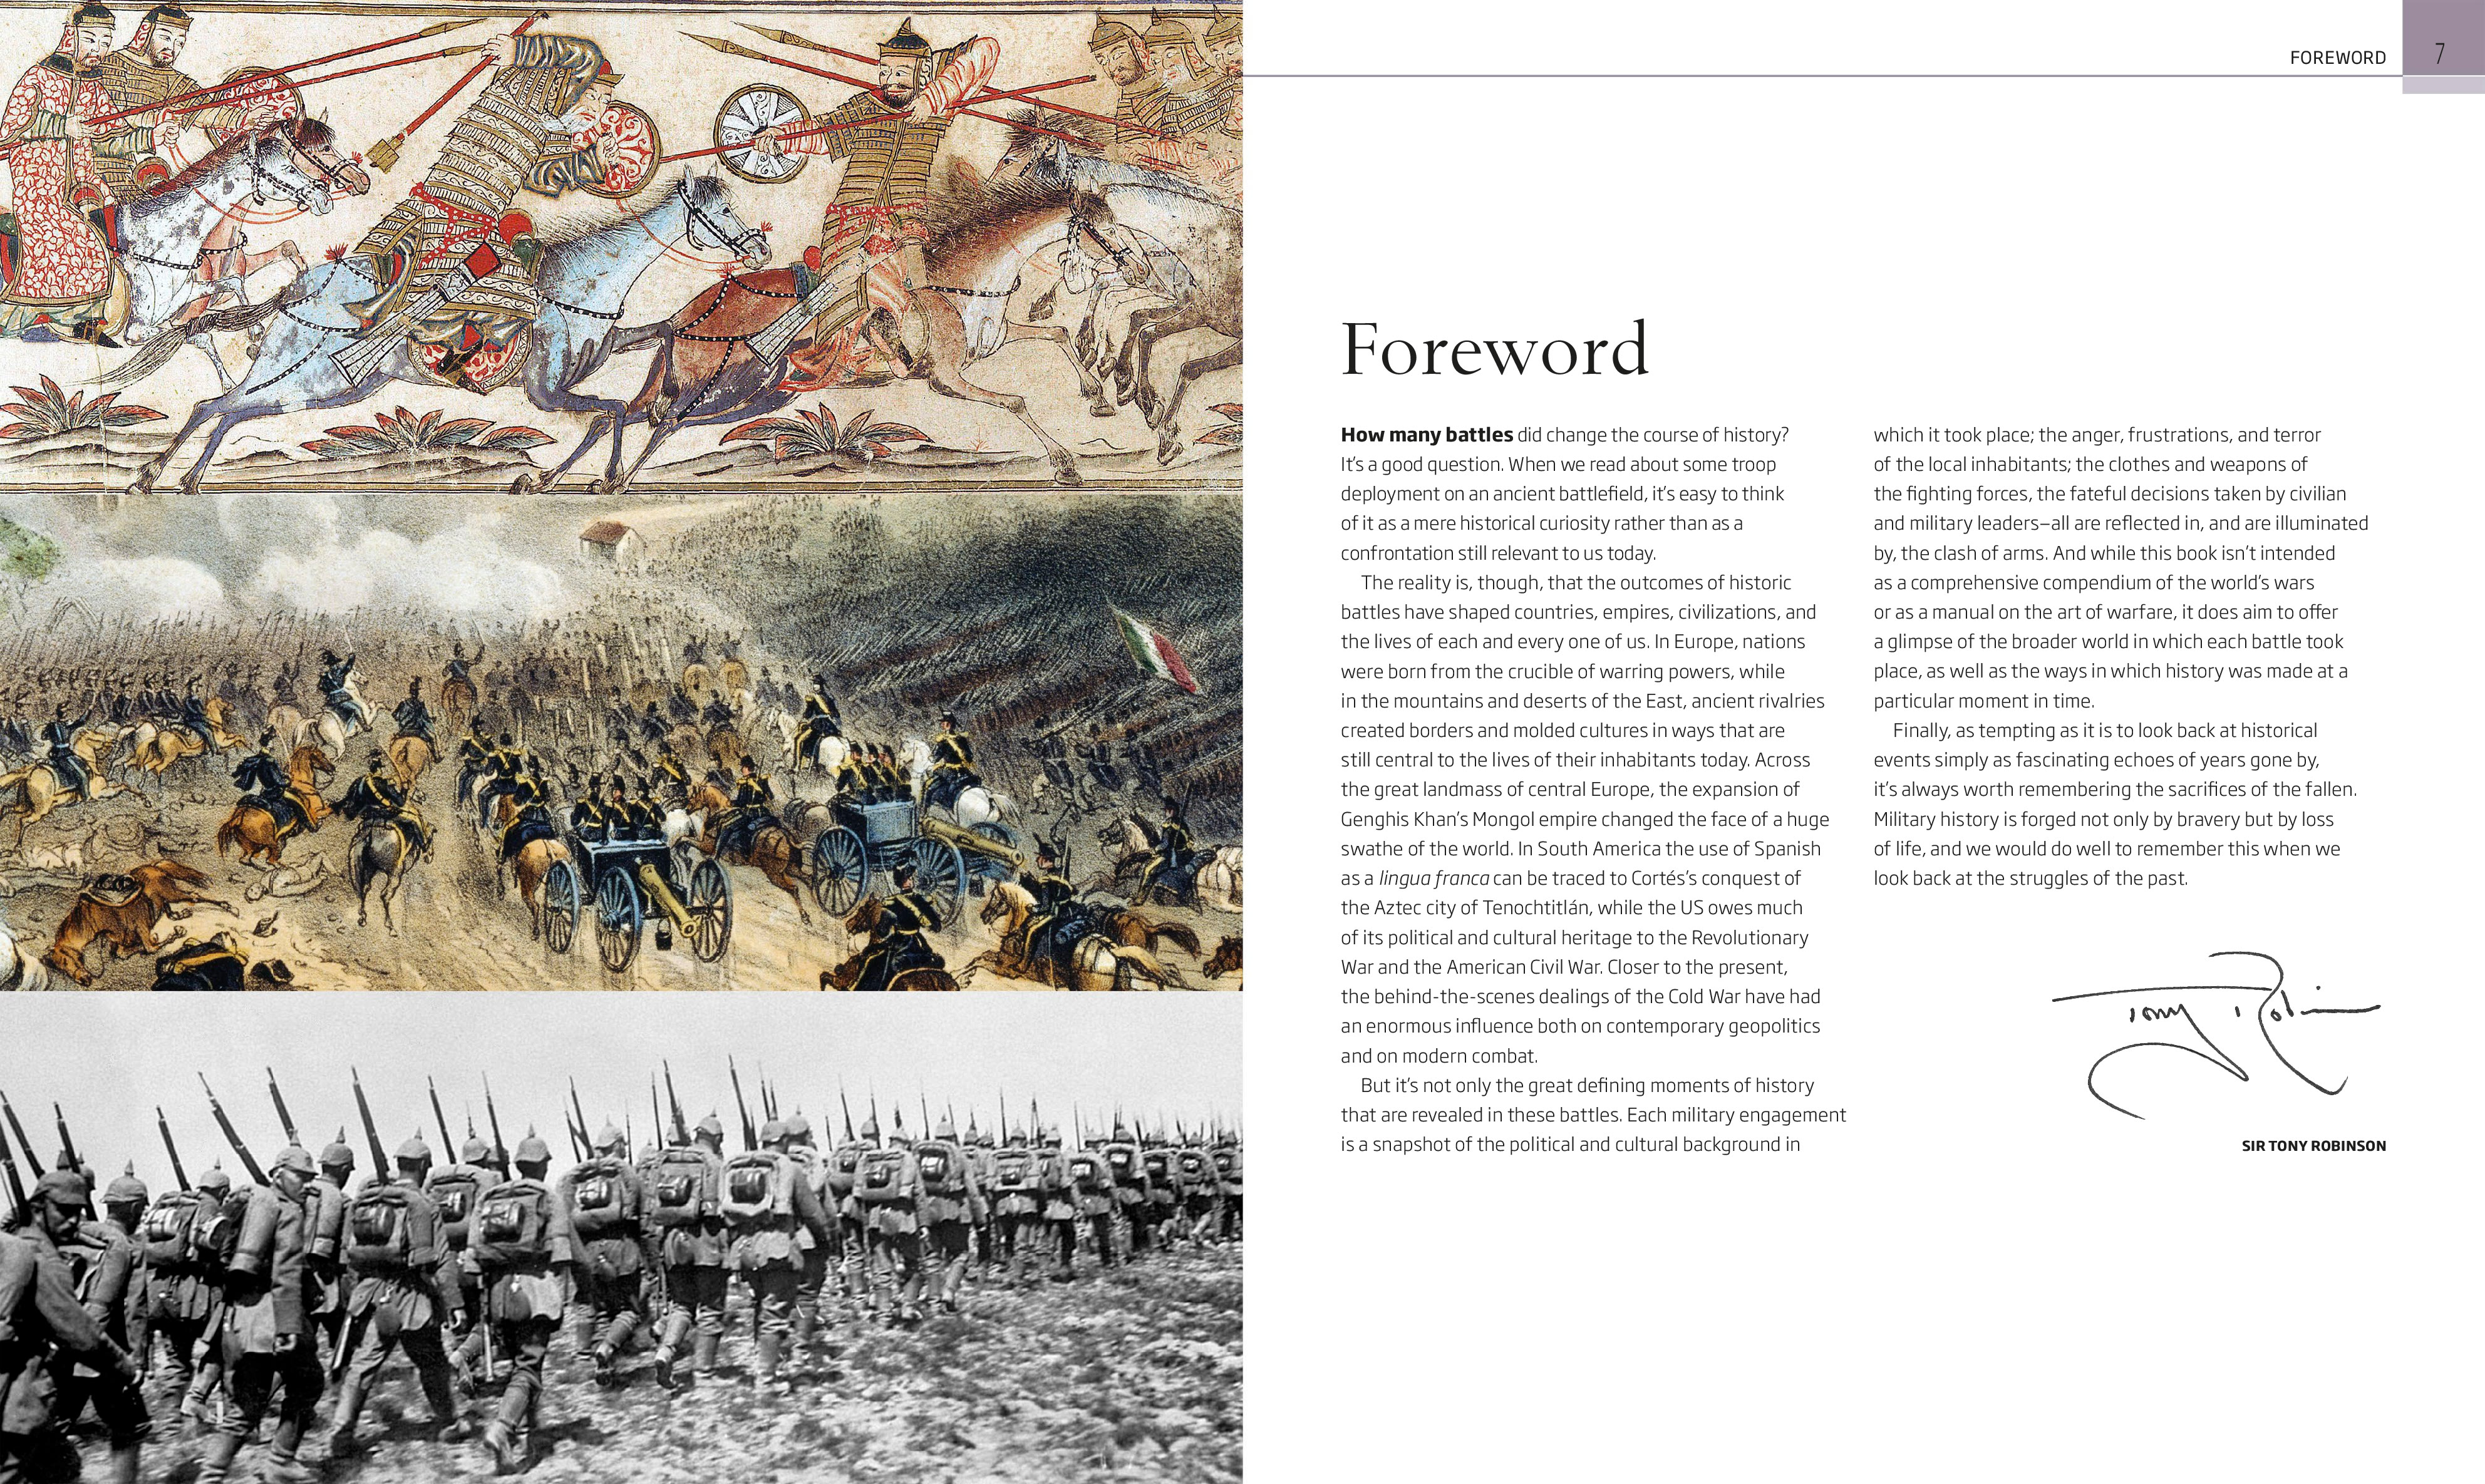 FOREWORD
7
Foreword
How many battles did change the course of history?
It's a good question. When we read about some troop
deployment on an ancient battlefield, it's easy to think
of it as a mere historical curiosity rather than as a
confrontation still relevant to us today.
The reality is, though, that the outcomes of historic
battles have shaped countries, empires, civilizations, and
the lives of each and every one of us. In Europe, nations
were born from the crucible of warring powers, while
in the mountains and deserts of the East, ancient rivalries
created borders and molded cultures in ways that are
still central to the lives of their inhabitants today. Across
the great landmass of central Europe, the expansion of
Genghis Khan's Mongol empire changed the face of a huge
swathe of the world. In South America the use of Spanish
as a lingua franca can be traced to Cortés's conquest of
the Aztec city of Tenochtitlán, while the US owes much
of its political and cultural heritage to the Revolutionary
War and the American Civil War. Closer to the present,
the behind-the-scenes dealings of the Cold War have had
an enormous influence both on contemporary geopolitics
and on modern combat.
But it's not only the great defining moments of history
that are revealed in these battles. Each military engagement
is a snapshot of the political and cultural background in
which it took place; the anger, frustrations, and terror
of the local inhabitants; the clothes and weapons of
the fighting forces, the fateful decisions taken by civilian
and military leaders—all are reflected in, and are illuminated
by, the clash of arms. And while this book isn't intended
as a comprehensive compendium of the world's wars
or as a manual on the art of warfare, it does aim to offer
a glimpse of the broader world in which each battle took
place, as well as the ways in which history was made at a
particular moment in time.
Finally, as tempting as it is to look back at historical
events simply as fascinating echoes of years gone by,
it's always worth remembering the sacrifices of the fallen.
Military history is forged not only by bravery but by loss
of life, and we would do well to remember this when we
look back at the struggles of the past.
Tony Robin
SIR TONY ROBINSON